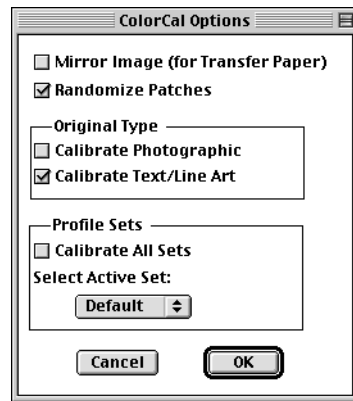 ColorCal Options
Mirror Image (for Transfer Paper)
Randomize Patches
Original Type
Calibrate Photographic
Calibrate Text/Line Art
Profile Sets
Calibrate All Sets
Select Active Set:
Default
Cancel OK